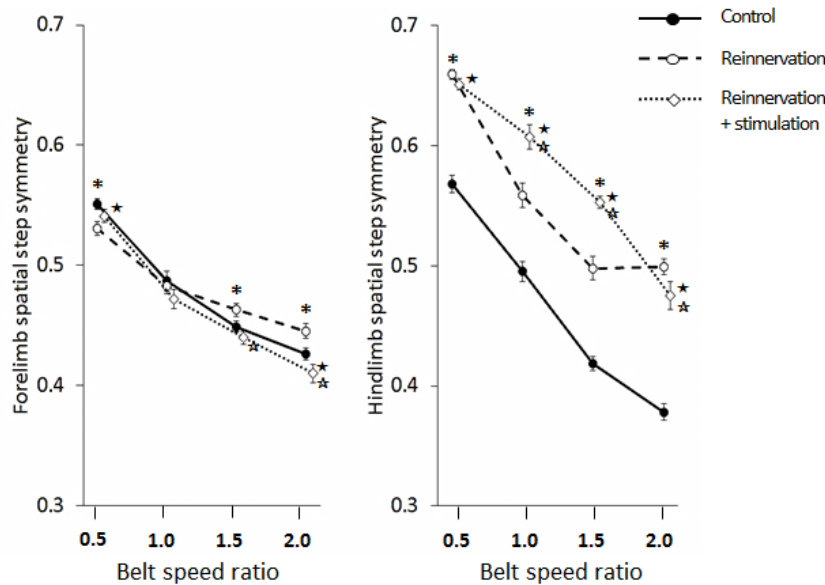 Forelimb spatial step symmetry
0.7
0.6
0.5
0.4
0.3
*
★
*
*
☆
★
☆
0.5 1.0 1.5 2.0
Belt speed ratio
Hindlimb spatial step symmetry
0.7
0.6
0.5
0.4
0.3
*
★
*
★
☆
*
★
☆
*
★
☆
0.5 1.0 1.5 2.0
Belt speed ratio
Control
Reinnervation
Reinnervation
+ stimulation